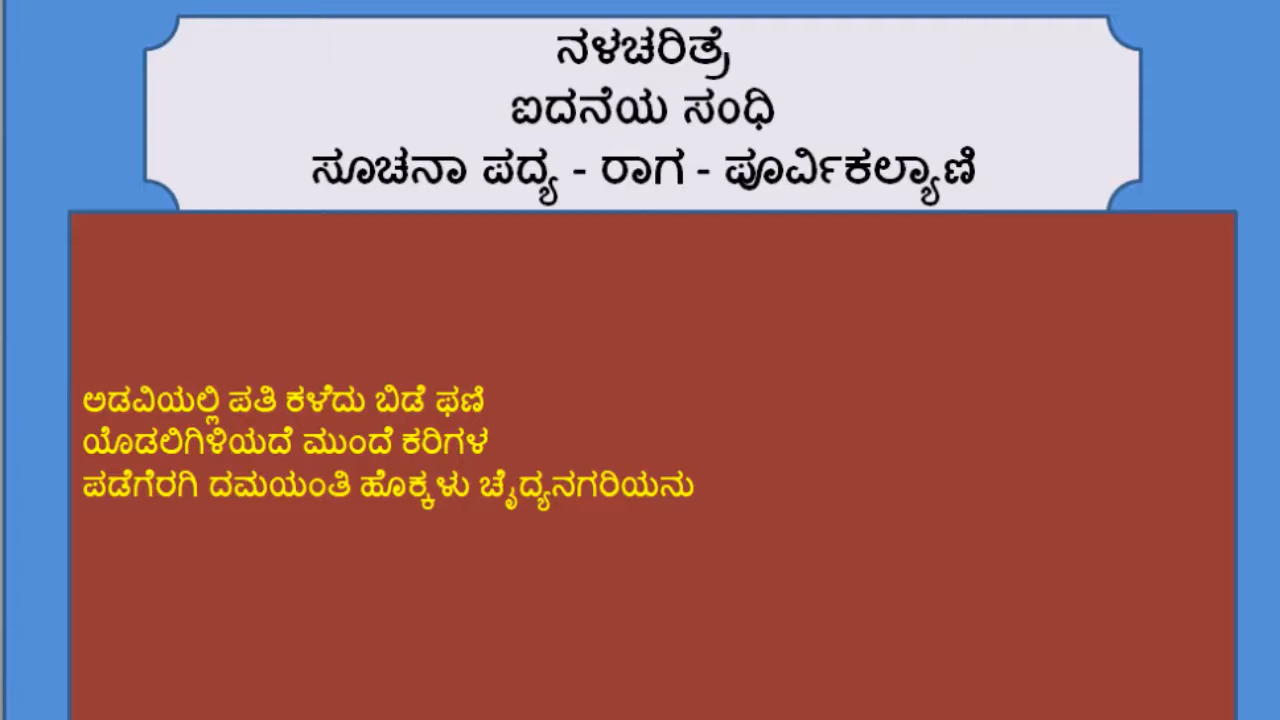 ನಳಚರಿತ್ರೆ
ಐದನೆಯ ಸಂಧಿ
ಸೂಚನಾ ಪದ್ಯ - ರಾಗ - ಪೂರ್ವಿಕಲ್ಯಾಣಿ
ಅಡವಿಯಲ್ಲಿ ಪತಿ ಕಳೆದು ಬಿಡೆ ಫಣಿ
ಯೊಡಲಿಗಿಳಿಯದೆ ಮುಂದೆ ಕರಿಗಳ
ಪಡೆಗೆರಗಿ ದಮಯಂತಿ ಹೊಕ್ಕಳು ಚೈದ್ಯನಗರಿಯನು